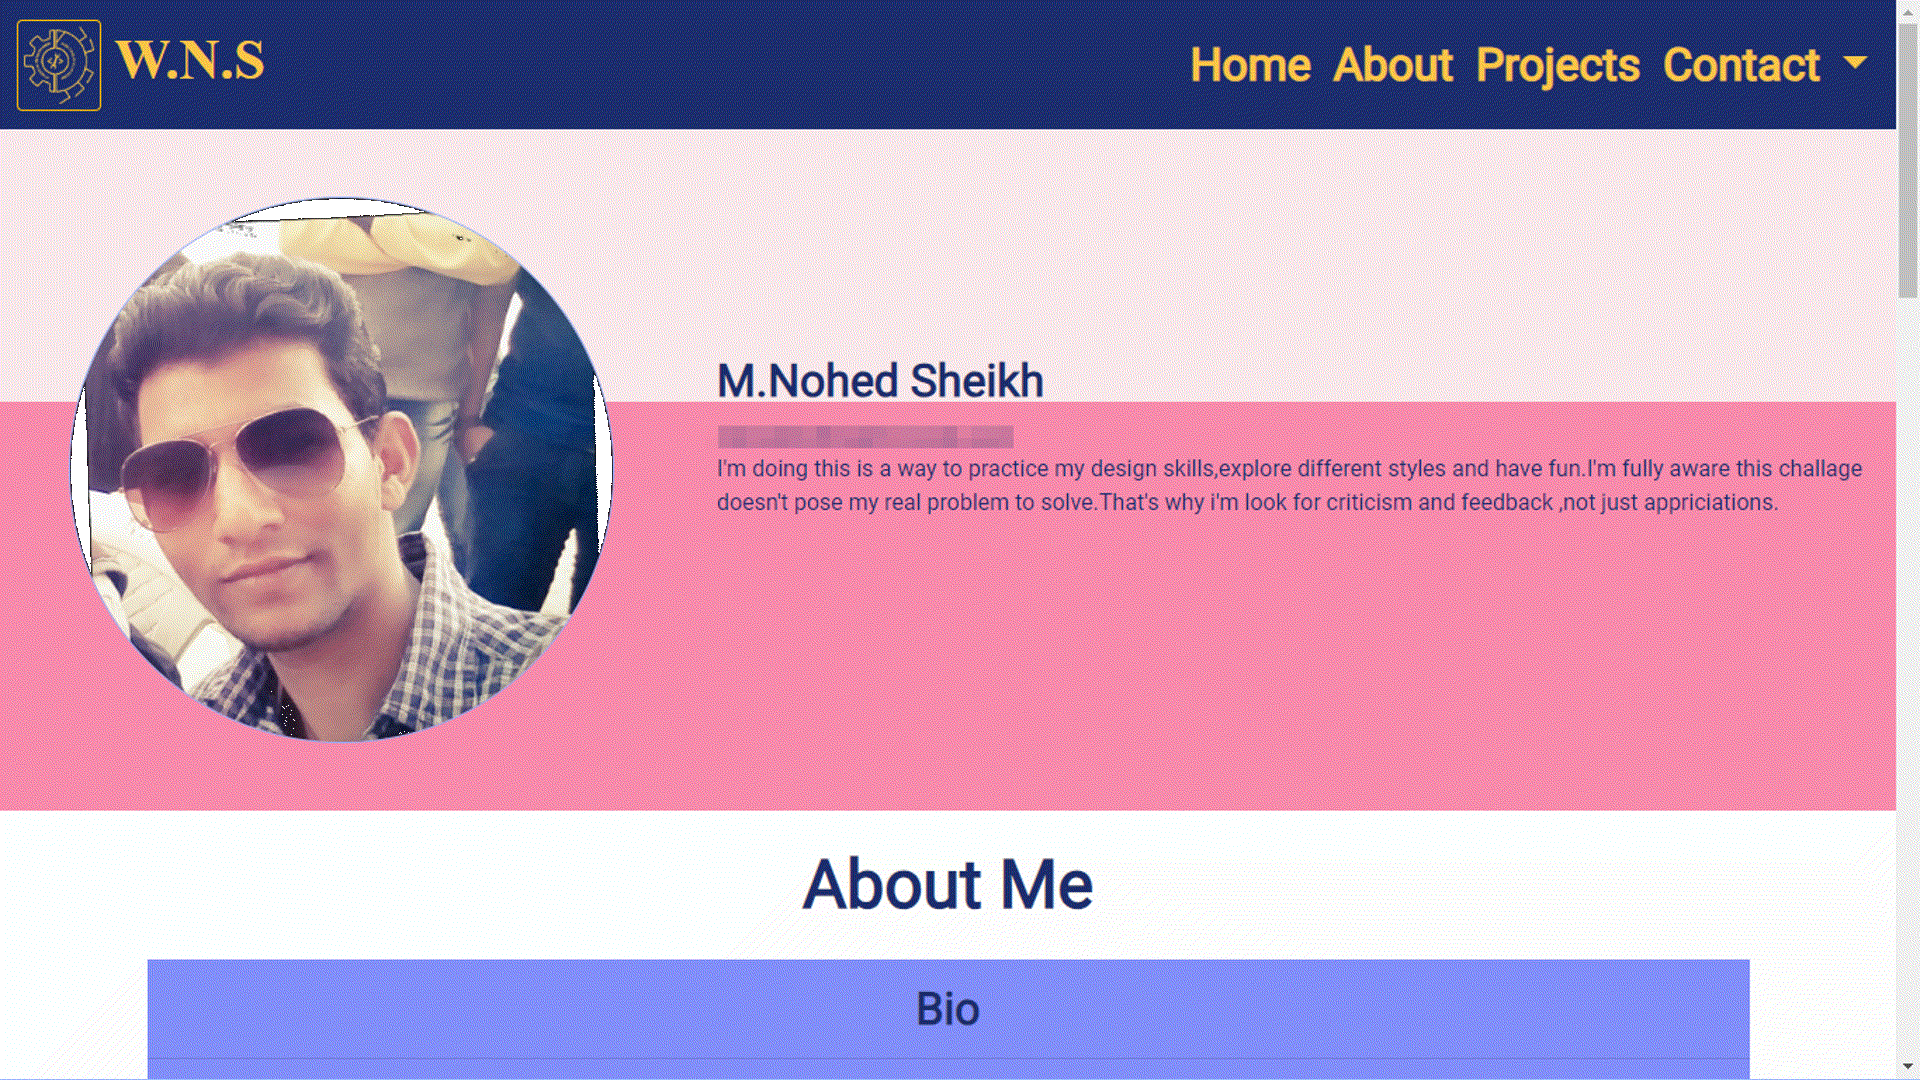 W.N.S
Home About Projects Contact
M.Nohed Sheikh
I'm doing this is a way to practice my design skills,explore different styles and have fun.I'm fully aware this challage
doesn't pose my real problem to solve.That's why i'm look for criticism and feedback ,not just appriciations.
About Me
Bio